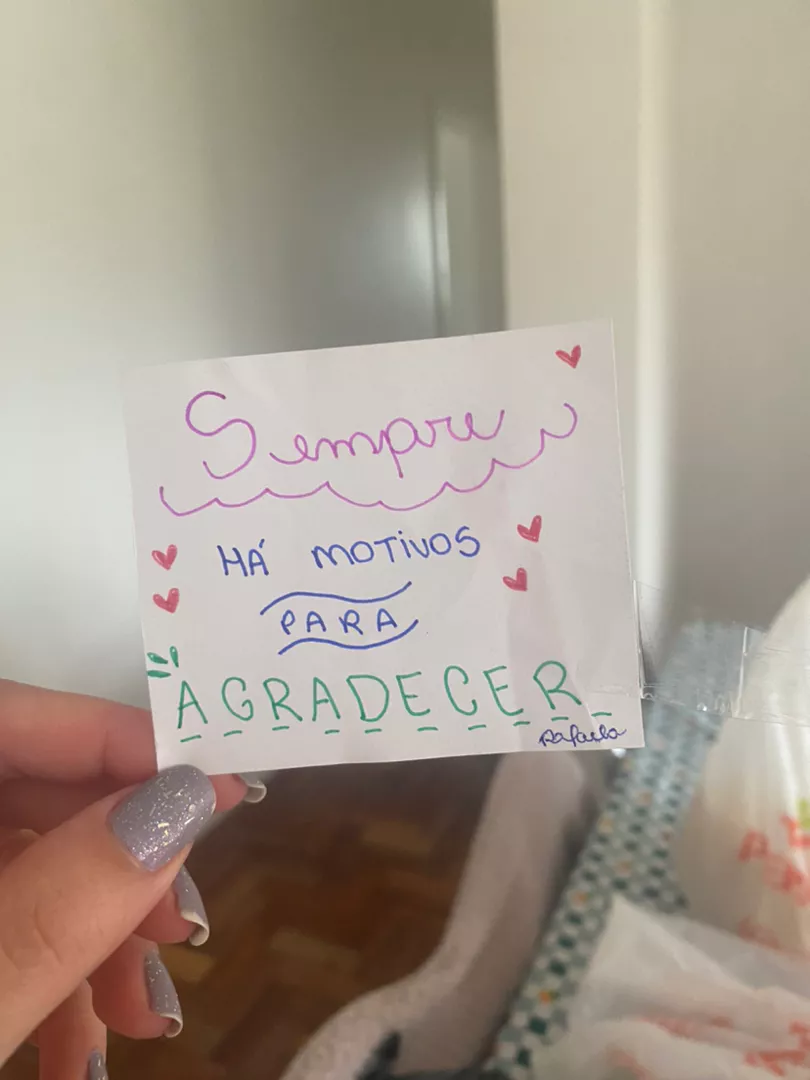 Sempre
HÁ MOTIVOS
PARA
AGRADECER
Rafaela